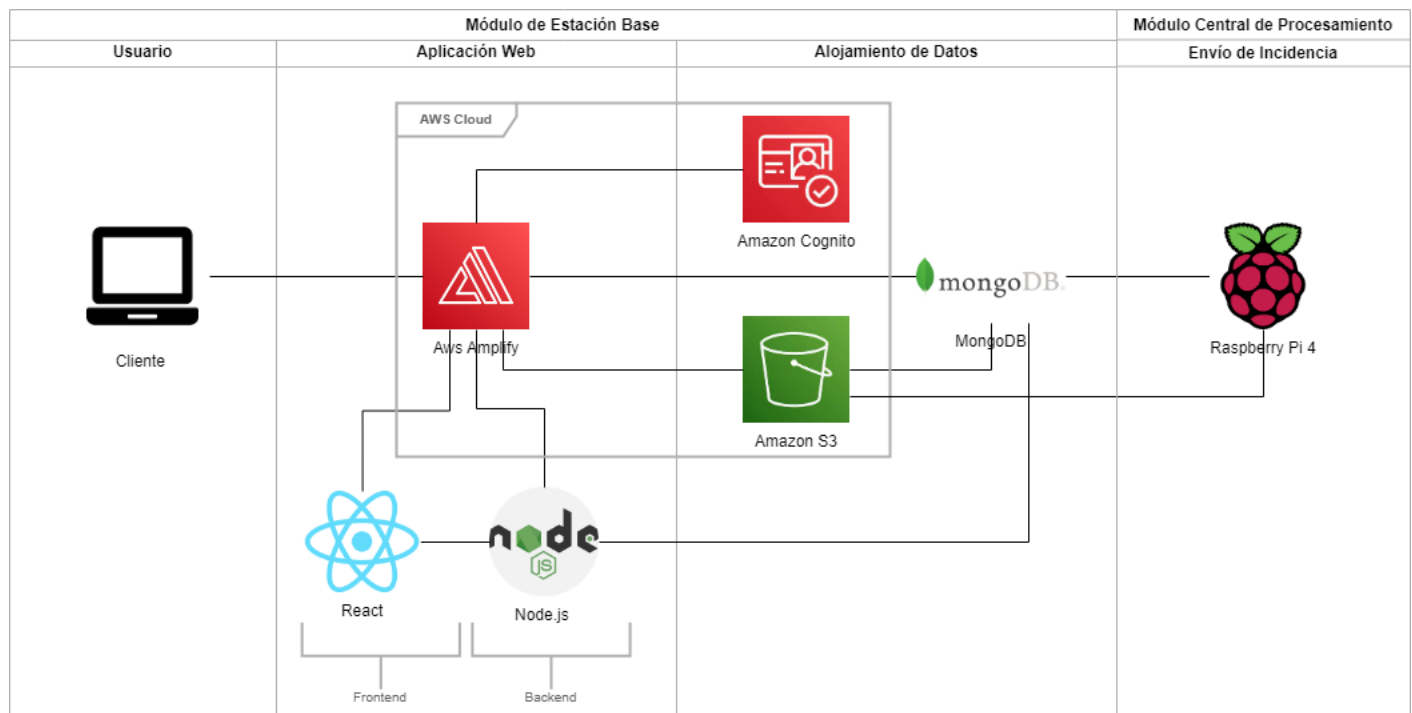 Módulo de Estación Base
Módulo Central de Procesamiento
Usuario
Aplicación Web
Alojamiento de Datos
Envío de Incidencia
AWS Cloud
Amazon Cognito
mongoDB.
Cliente
Aws Amplify
MongoDB
Raspberry Pi 4
Amazon S3
node
JS
React
Node.js
Frontend
Backend